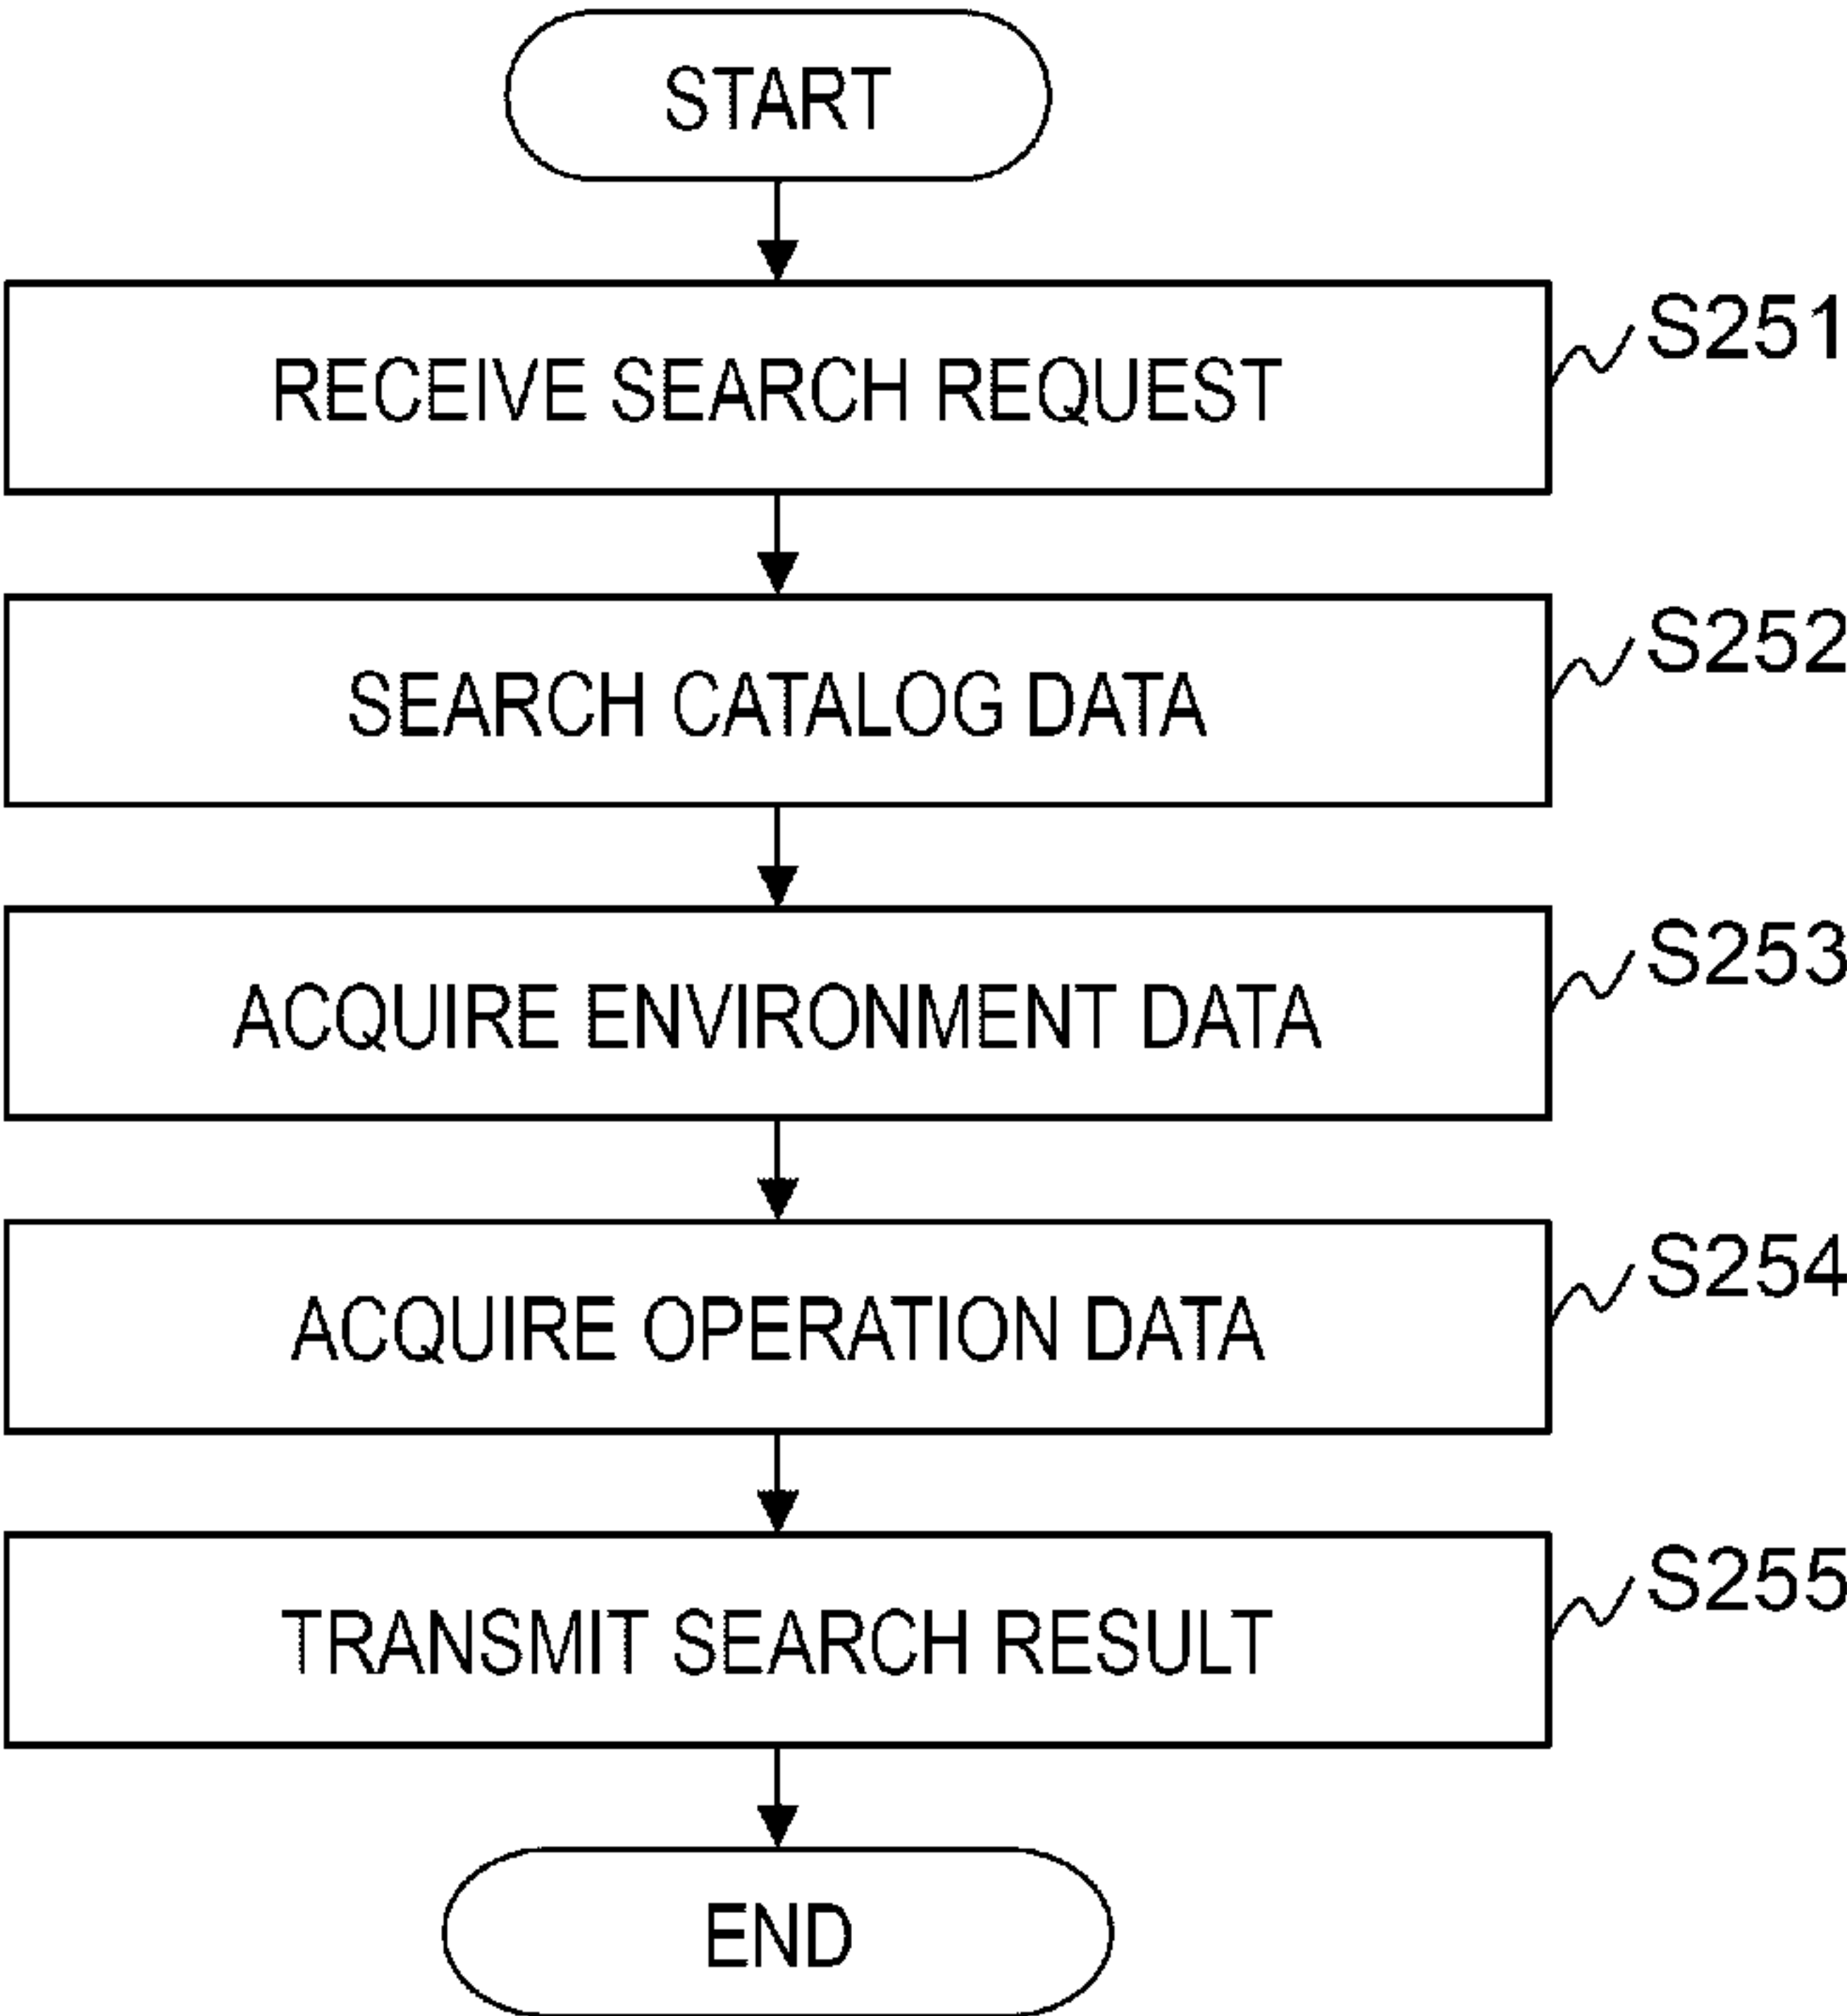 START
RECEIVE SEARCH REQUEST
S251
SEARCH CATALOG DATA
S252
ACQUIRE ENVIRONMENT DATA
S253
ACQUIRE OPERATION DATA
S254
TRANSMIT SEARCH RESULT
S255
END